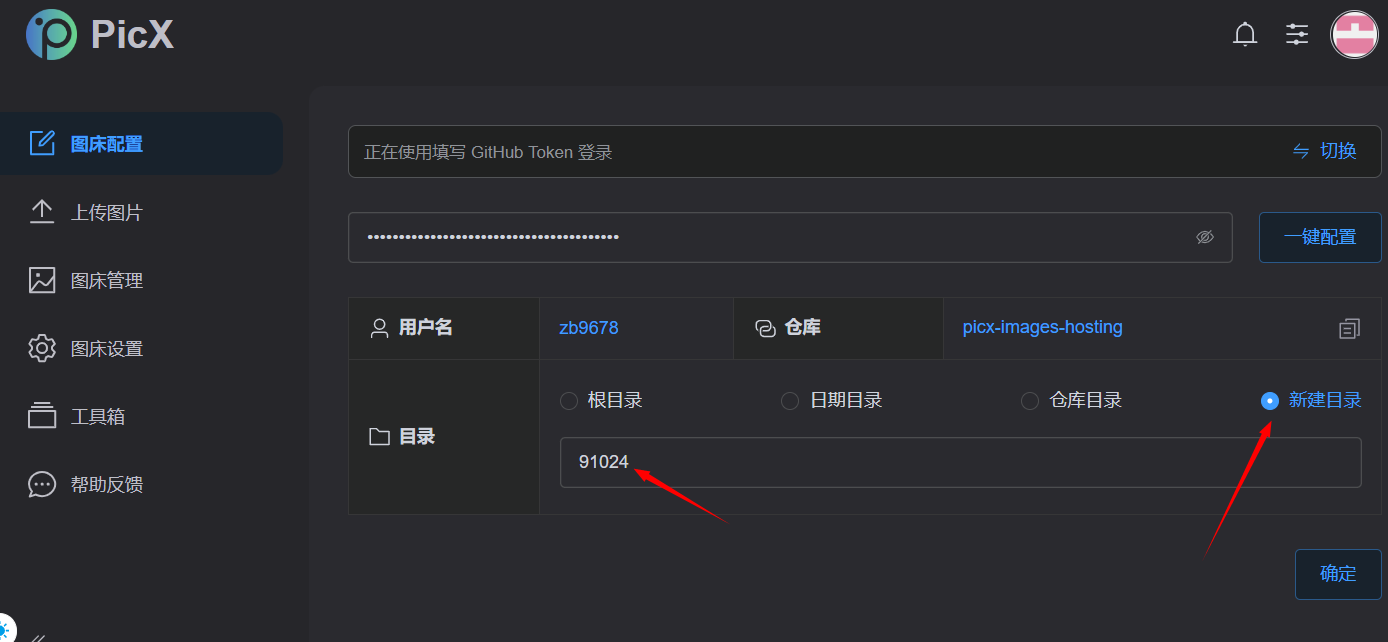 PicX
图床配置
上传图片
图床管理
图床设置
工具箱
帮助反馈
正在使用填写 GitHub Token 登录
切换
••••••••••••••••••••••••••••••••••••••••
一键配置
用户名
zb9678
仓库
picx-images-hosting
目录
根目录
日期目录
仓库目录
新建目录
91024
确定